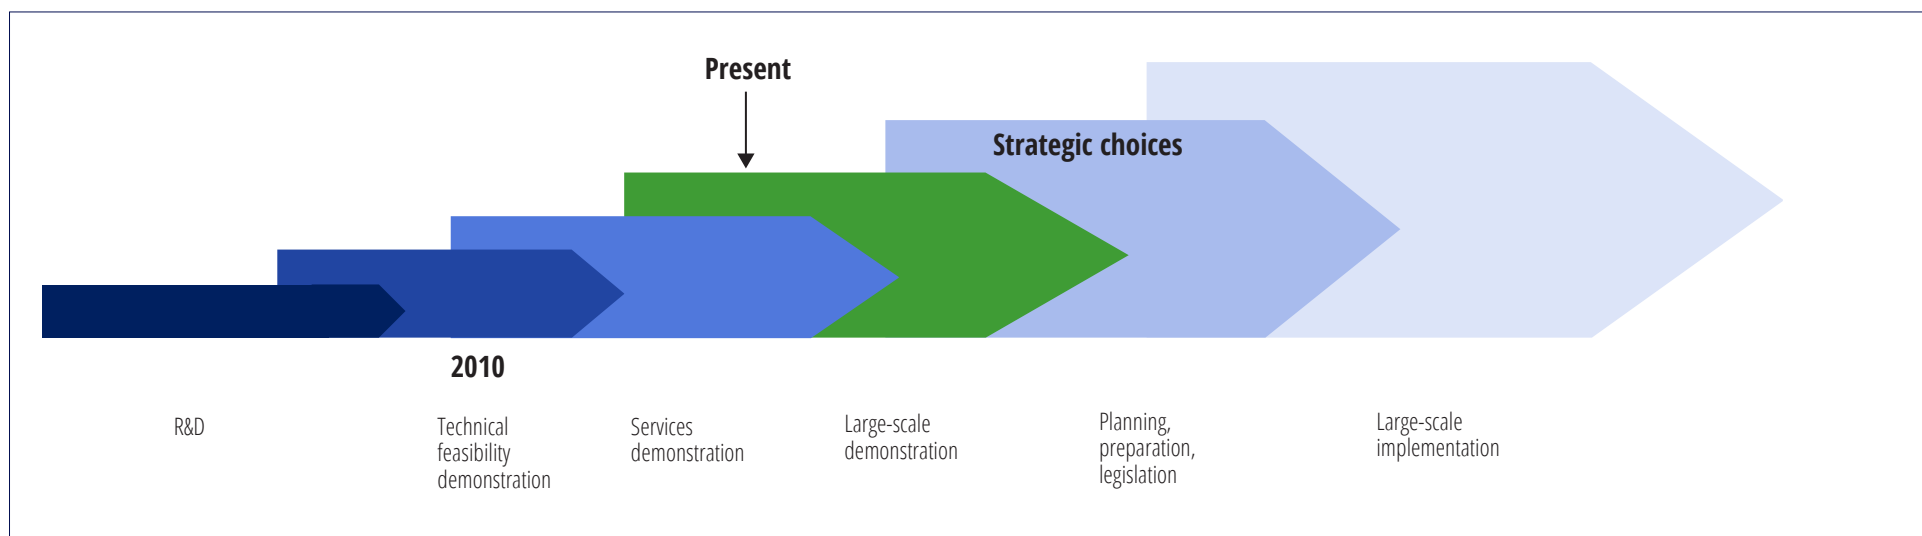 Present
Strategic choices
2010
R&D
Technical
feasibility
demonstration
Services
demonstration
Large-scale
demonstration
Planning,
preparation,
legislation
Large-scale
implementation